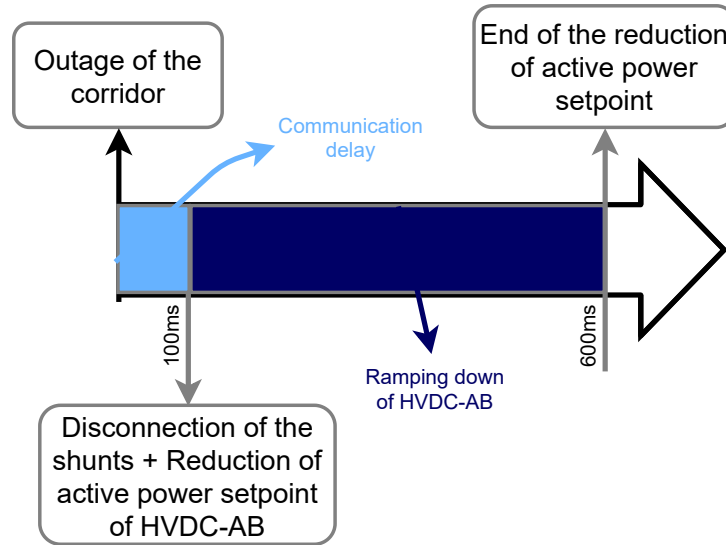 Outage of the
corridor
End of the reduction
of active power
setpoint
Communication
delay
100ms
600ms
Ramping down
of HVDC-AB
Disconnection of the
shunts + Reduction of
active power setpoint
of HVDC-AB